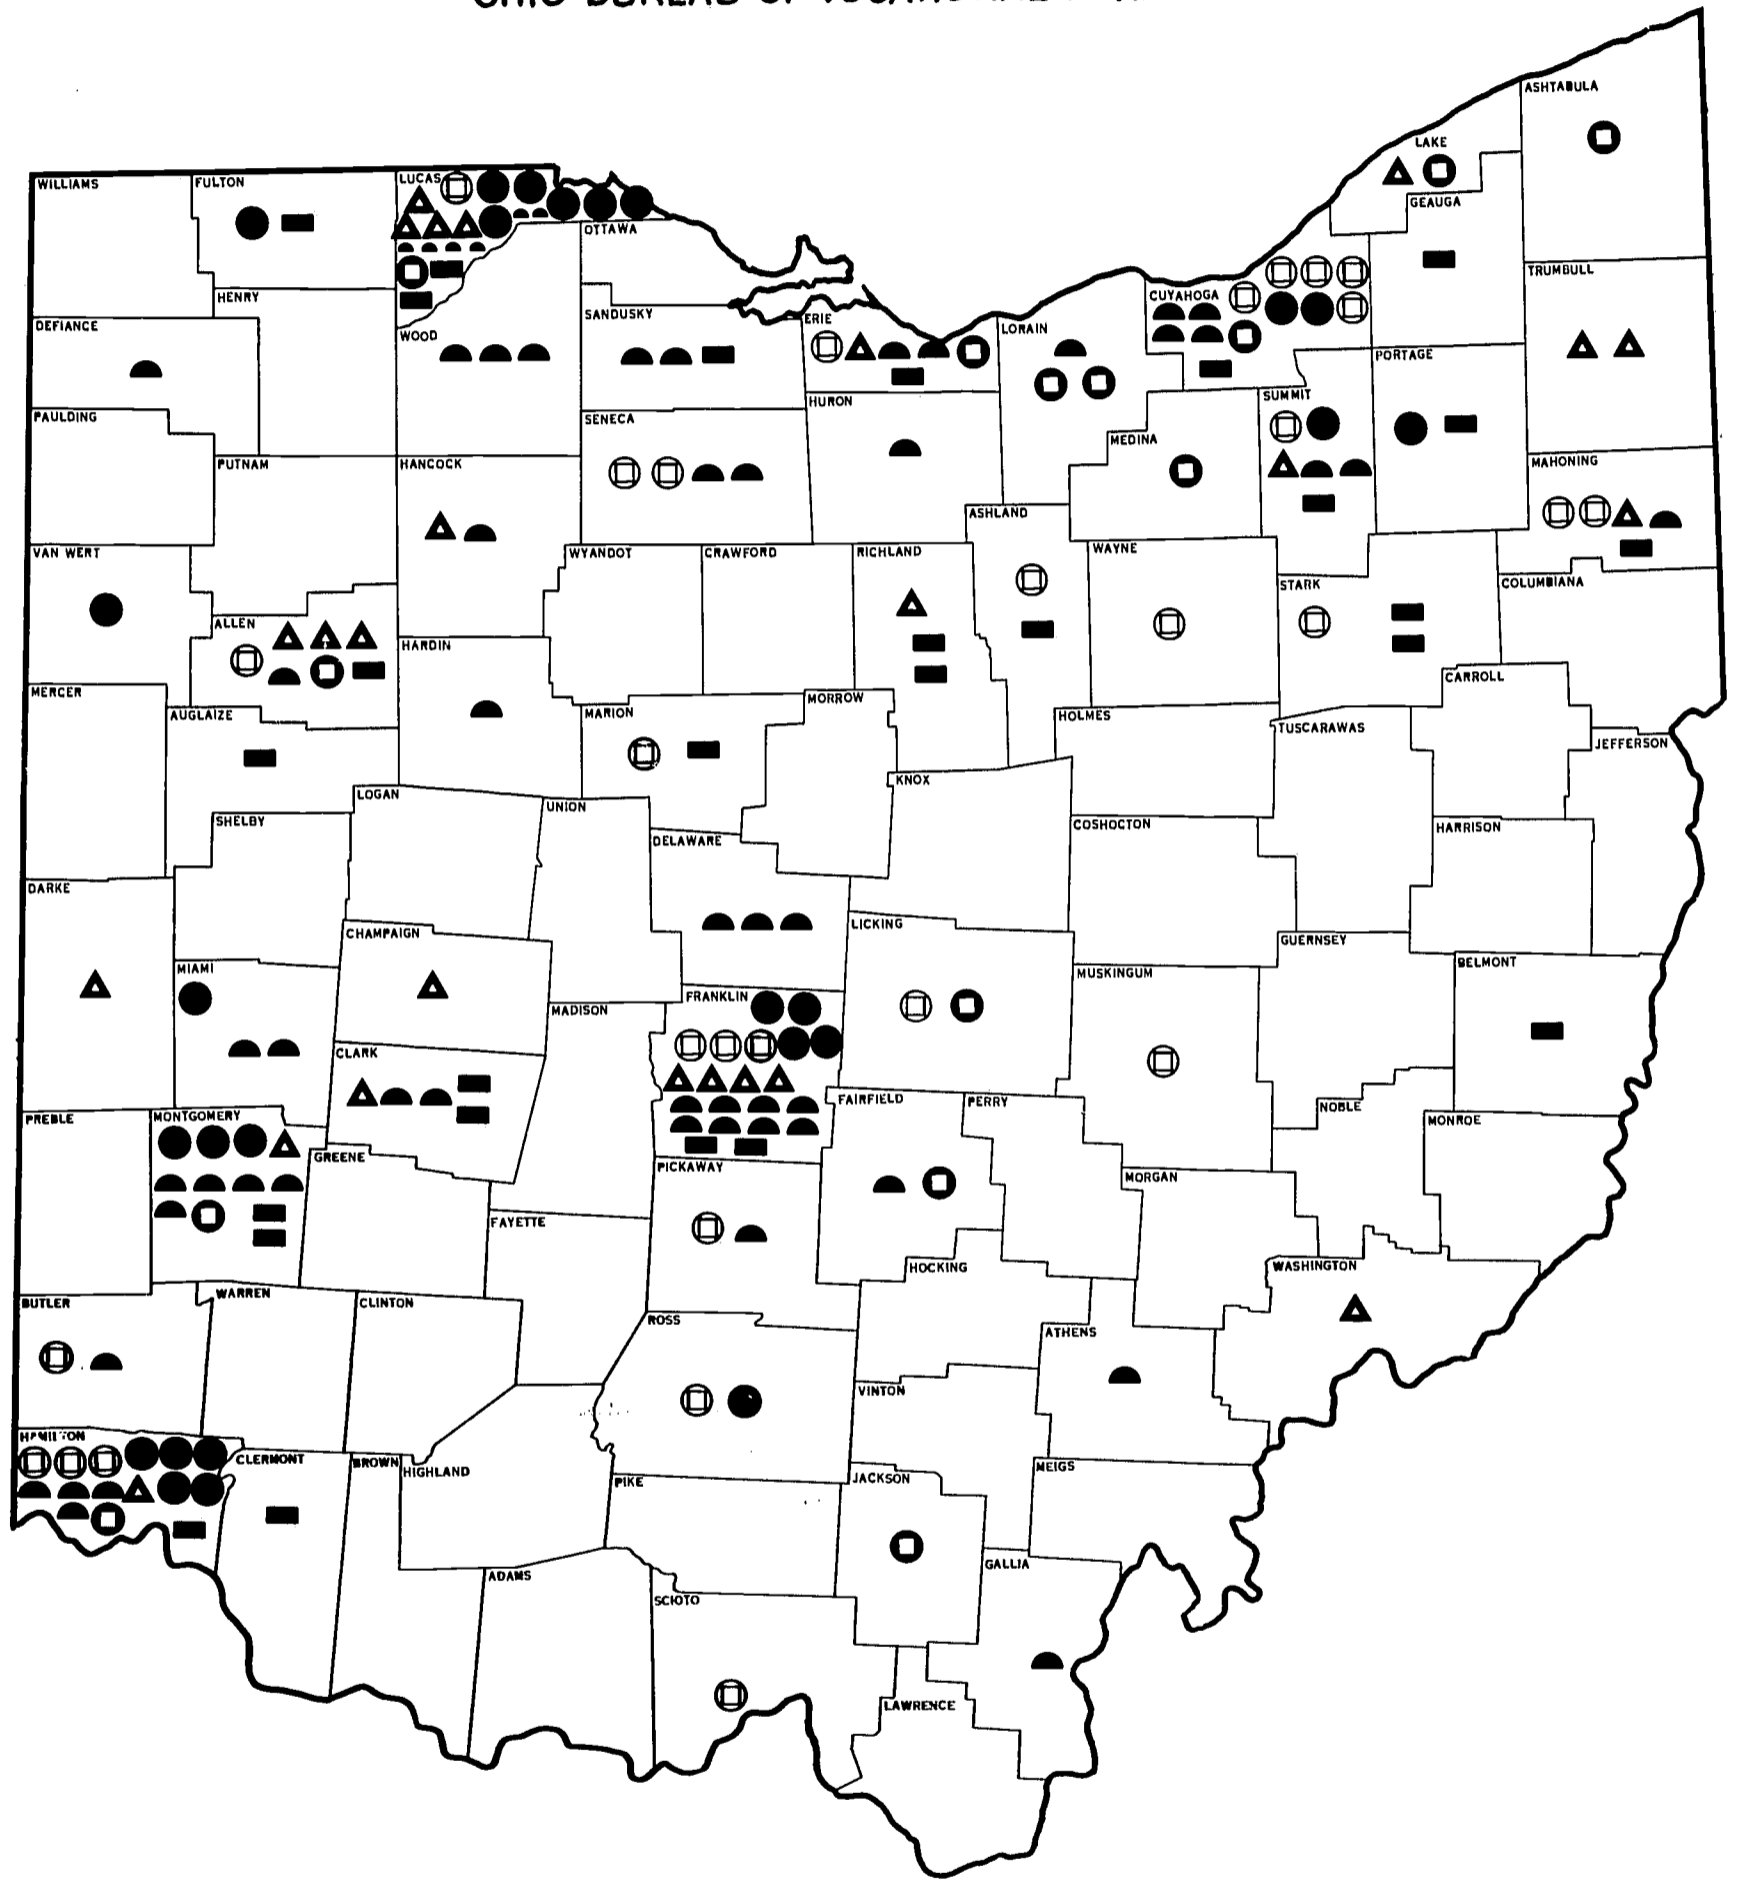 OHIO BUREAU OF
ASHTABULA
LAKE
WILLIAMS
FULTON
LUCAS
GEAUGA
OTTAWA
TRUMBULL
HENRY
CUYAHOGA
DEFIANCE
WOOD
SANDUSKY
ERIE
LORAIN
PORTAGE
PAULDING
SENECA
HURON
SUMMIT
MEDINA
PUTNAM
HANCOCK
MAHONING
ASHLAND
VAN WERT
WYANDOT
CRAWFORD
RICHLAND
WAYNE
STARK
COLUMBIANA
ALLEN
HARDIN
CARROLL
MERCER
MORROW
AUGLAIZE
MARION
HOLMES
TUSCARAWAS
JEFFERSON
KNOX
LOGAN
UNION
SHELBY
DELAWARE
COSHOCTON
HARRISON
DARKE
CHAMPAIGN
LICKING
GUERNSEY
MIAMI
MUSKINGUM
BELMONT
FRANKLIN
MADISON
CLARK
FAIRFIELD
PERRY
NOBLE
PREBLE
MONTGOMERY
MONROE
GREENE
PICKAWAY
MORGAN
FAYETTE
HOCKING
WASHINGTON
BUTLER
WARREN
CLINTON
ROSS
ATHENS
VINTON
HAMILTON
CLERMONT
BROWN
HIGHLAND
PIKE
JACKSON
MEIGS
GALLIA
ADAMS
SCIOTO
LAWRENCE